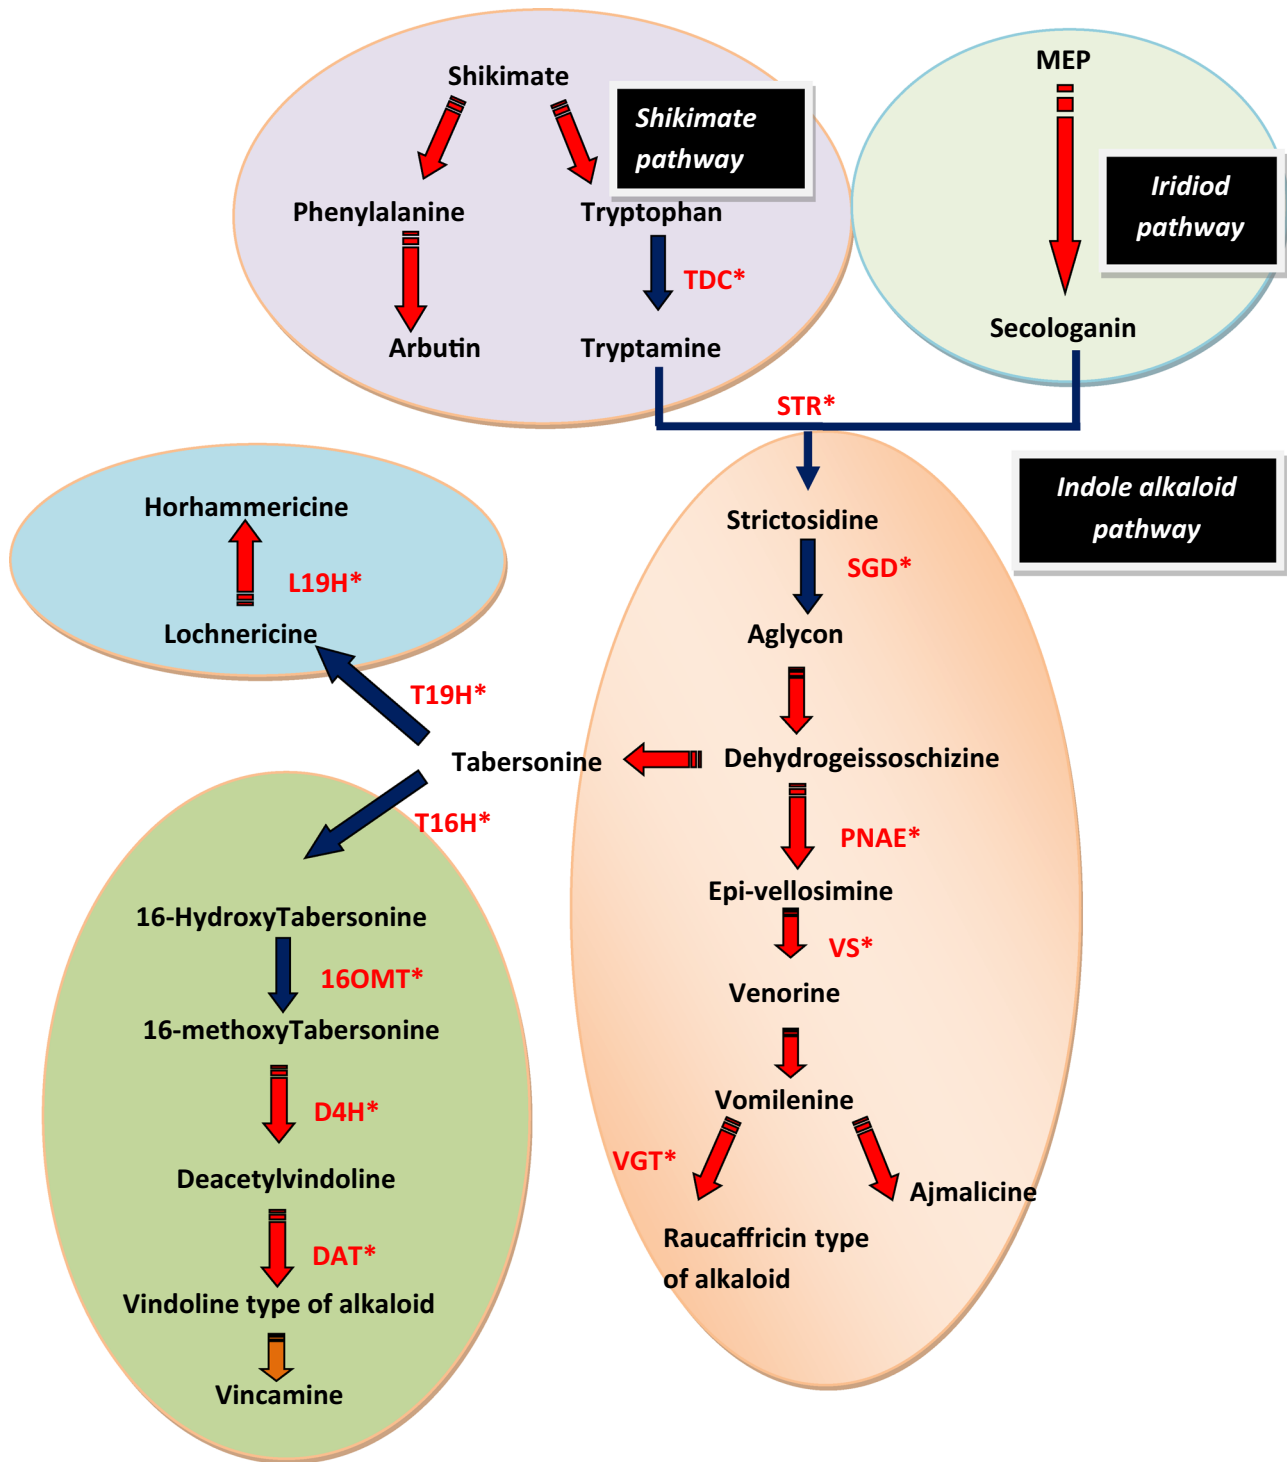 Shikimate
Shikimate
pathway
Phenylalanine
Tryptophan
TDC*
Arbutin
Tryptamine
MEP
Iridiod
pathway
Secologanin
STR*
Indole alkaloid
pathway
Strictosidine
SGD*
Aglycon
Dehydrogeissoschizine
PNAE*
Epi-vellosimine
VS*
Venorine
Vomilenine
VGT*
Ajmalicine
Raucaffricin type
of alkaloid
Horhammericine
L19H*
Lochnericine
T19H*
Tabersonine
T16H*
16-HydroxyTabersonine
16OMT*
16-methoxyTabersonine
D4H*
Deacetylvindoline
DAT*
Vindoline type of alkaloid
Vincamine